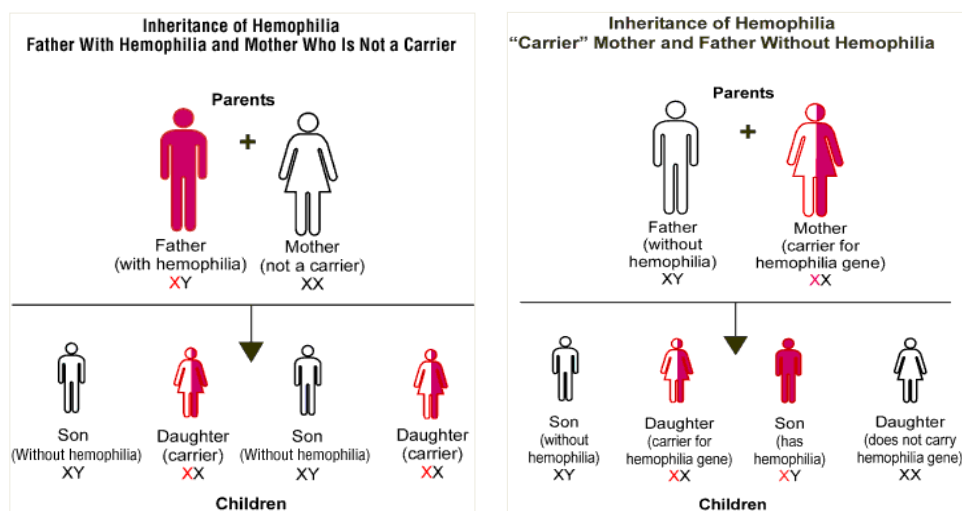 Inheritance of Hemophilia
Father With Hemophilia and Mother Who Is Not a Carrier
Parents
+
Father
(with hemophilia)
XY
Mother
(not a carrier)
XX
Son
(Without hemophilia)
XY
Daughter
(carrier)
XX
Son
(Without hemophilia)
XY
Daughter
(carrier)
XX
Children
Inheritance of Hemophilia
“Carrier” Mother and Father Without Hemophilia
Parents
+
Father
(without
hemophilia)
XY
Mother
(carrier for
hemophilia gene)
XX
Son
(without
hemophilia)
XY
Daughter
(carrier for
hemophilia gene)
XX
Son
(has
hemophilia)
XY
Daughter
(does not carry
hemophilia gene)
XX
Children